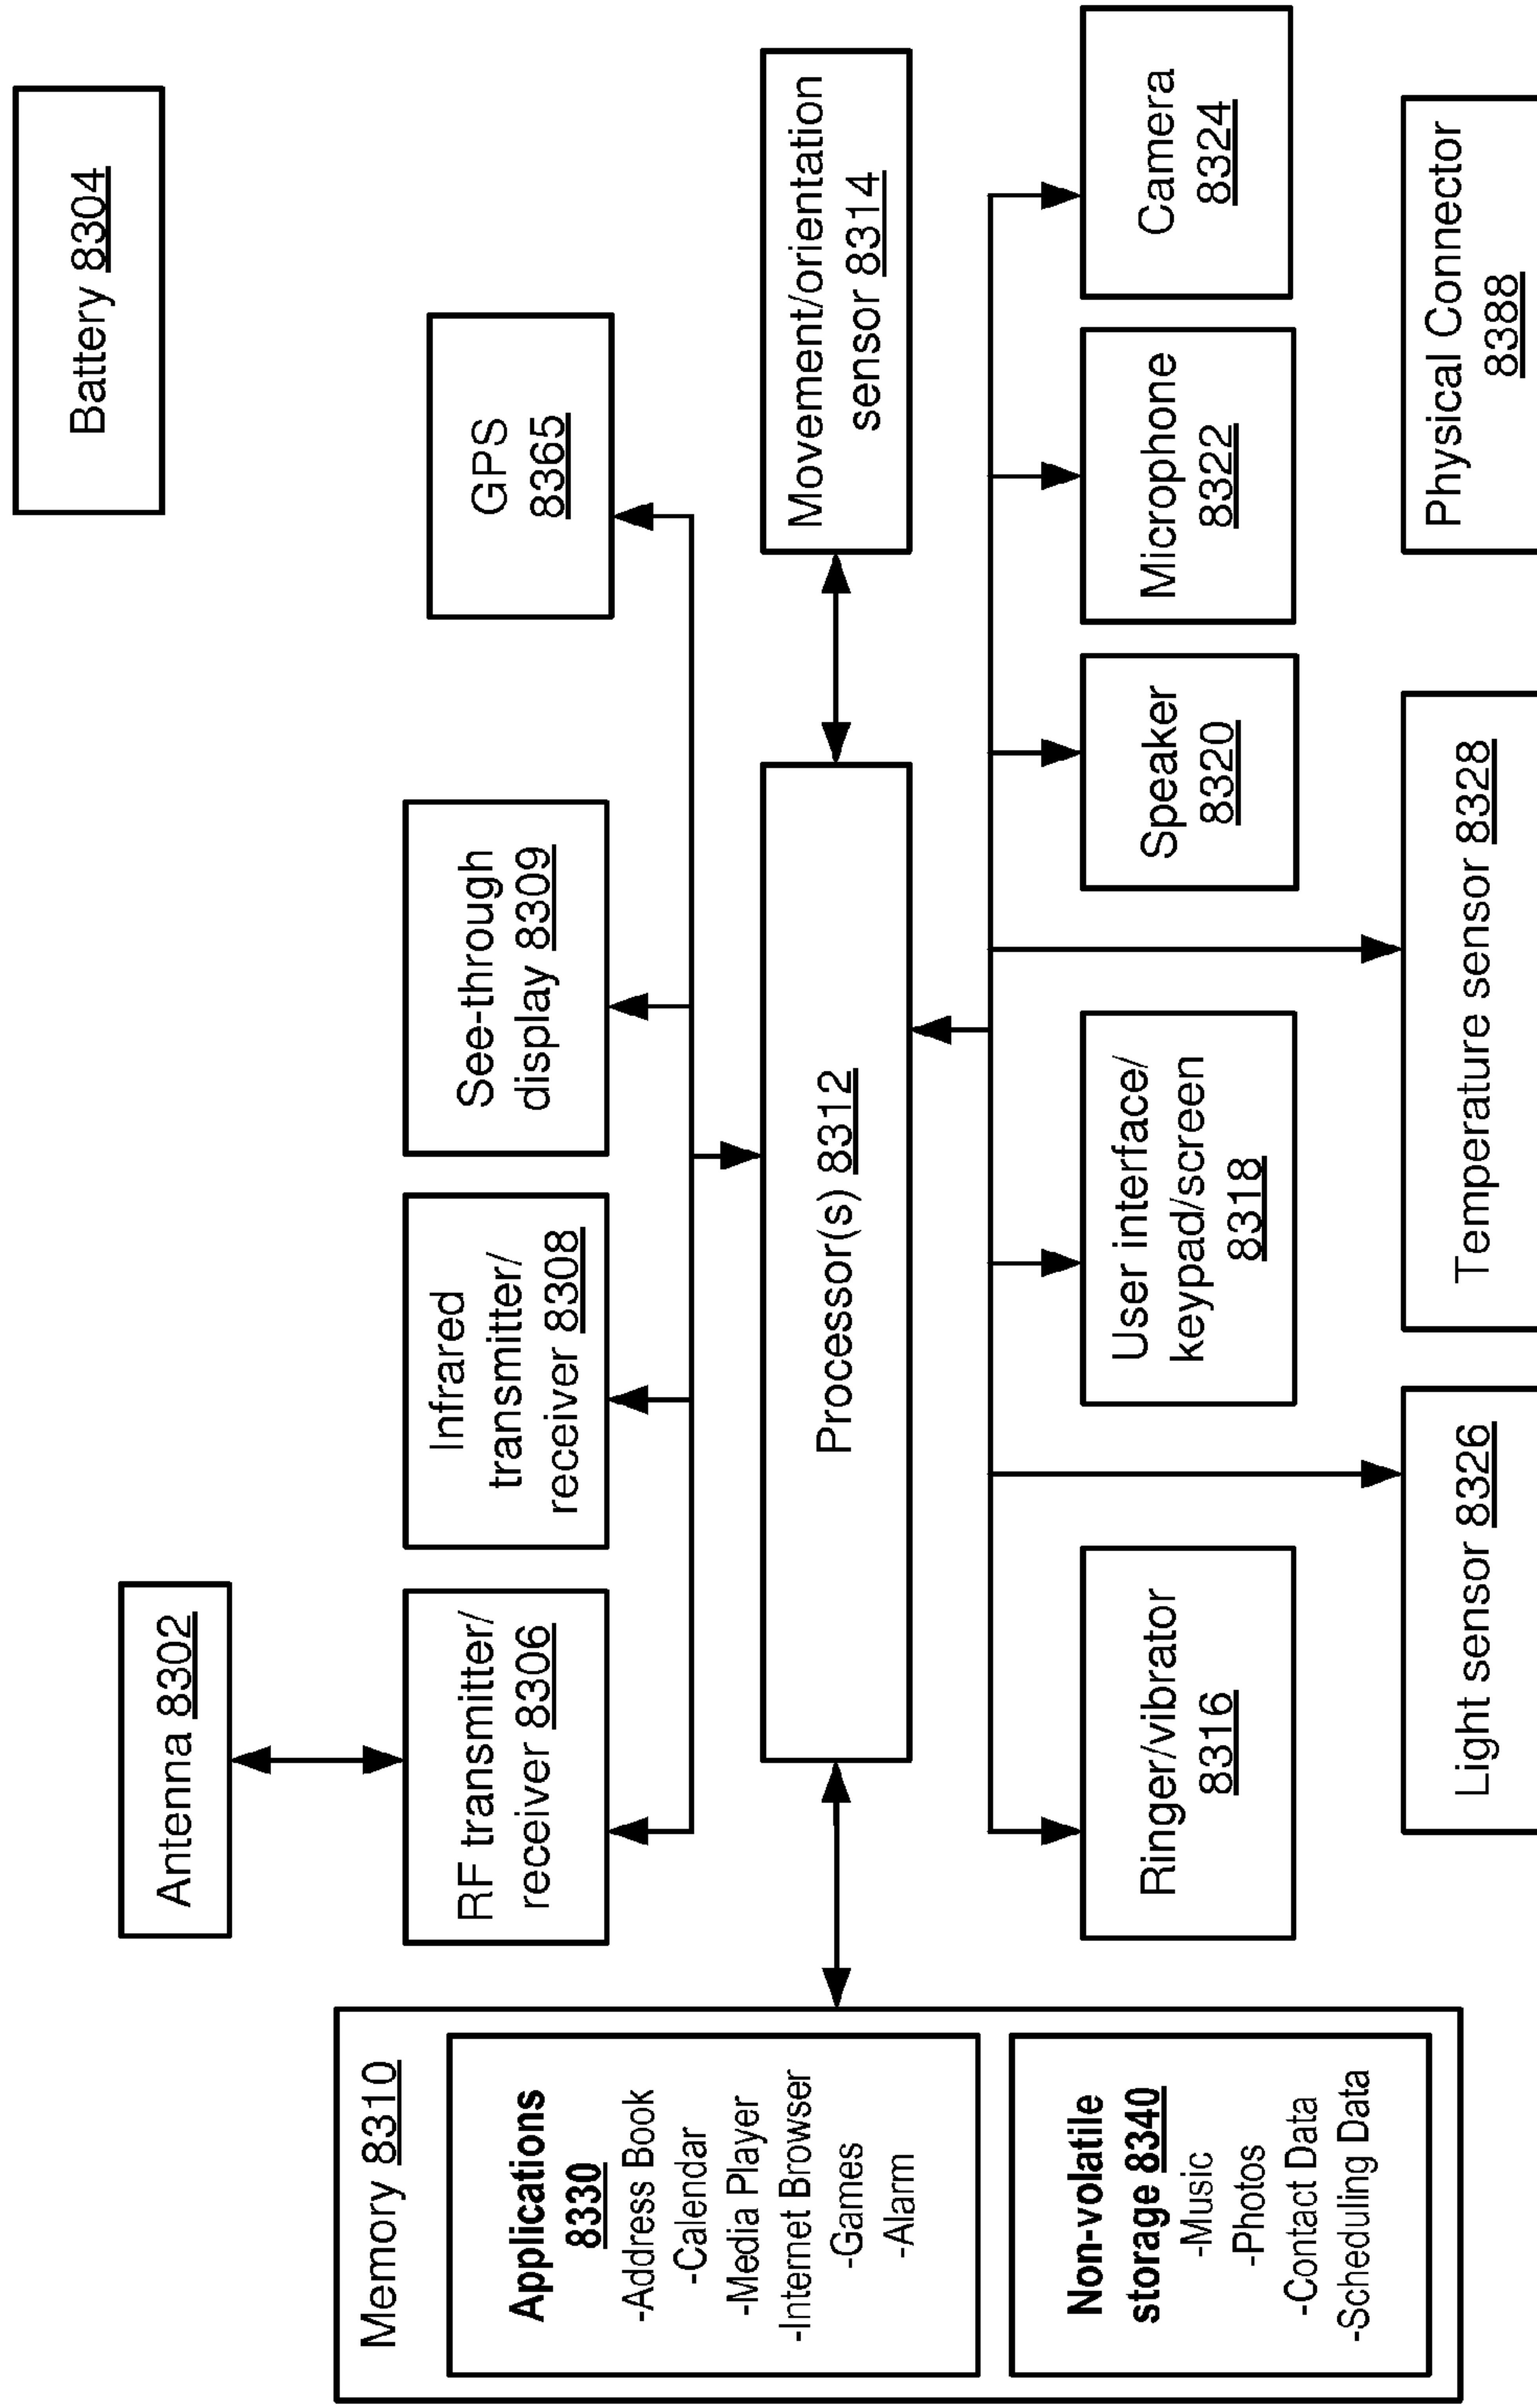 Battery 8304
Antenna 8302
RF transmitter/
receiver 8306
Infrared
transmitter/
receiver 8308
See-through
display 8309
GPS
8365
Memory 8310
Applications
8330
-Address Book
-Calendar
-Media Player
-Internet Browser
-Games
-Alarm
Non-volatile
storage 8340
-Music
-Photos
-Contact Data
-Scheduling Data
Processor(s) 8312
Movement/orientation
sensor 8314
Ringer/vibrator
8316
User interface/
keypad/screen
8318
Speaker
8320
Microphone
8322
Camera
8324
Light sensor 8326
Temperature sensor 8328
Physical Connector
8388